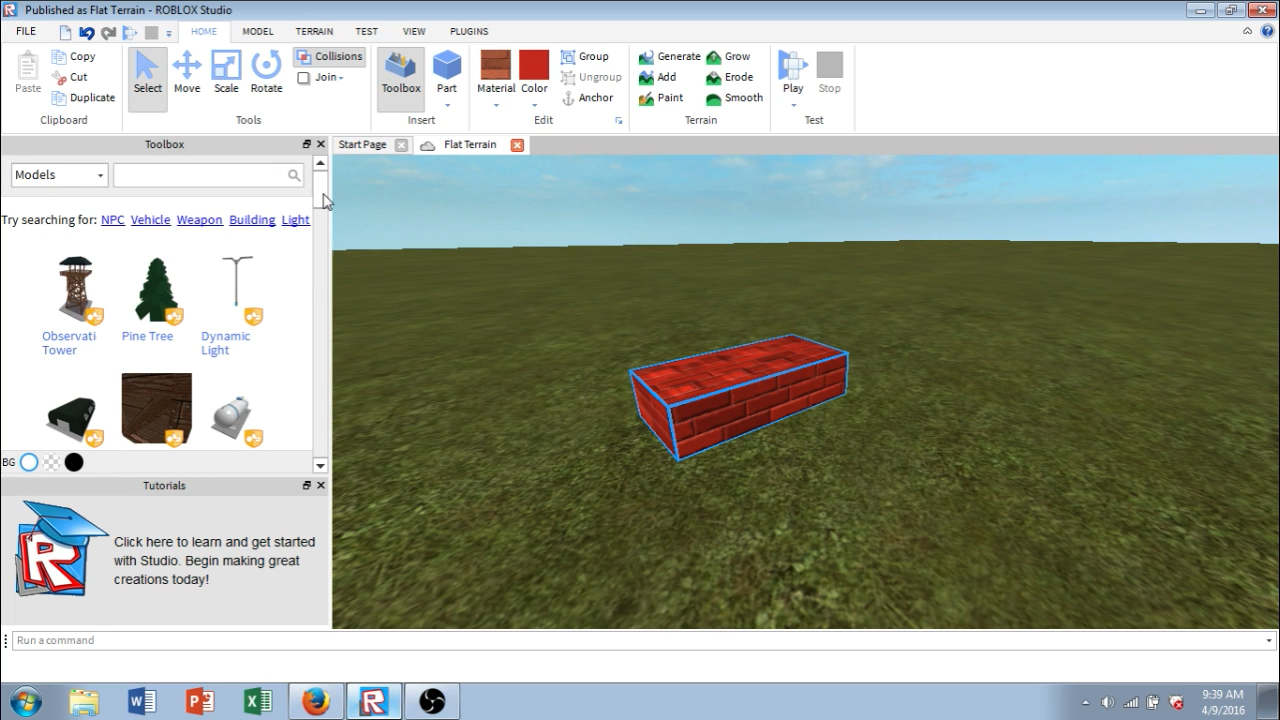 Published as Flat Terrain - ROBLOX Studio
FILE HOME MODEL TERRAIN TEST VIEW PLUGINS
Paste
Copy
Cut
Duplicate
Clipboard
Select Move Scale Rotate
Collisions
Join
Tools
Toolbox Part
Insert
Material Color
Group
Ungroup
Anchor
Edit
Generate Grow
Add Erode
Paint Smooth
Terrain
Play Stop
Test
Toolbox
Start Page Flat Terrain
Models
Try searching for: NPC Vehicle Weapon Building Light
Observati
Tower
Pine Tree
Dynamic
Light
BG
Tutorials
Click here to learn and get started
with Studio. Begin making great
creations today!
Run a command
9:39 AM
4/9/2016